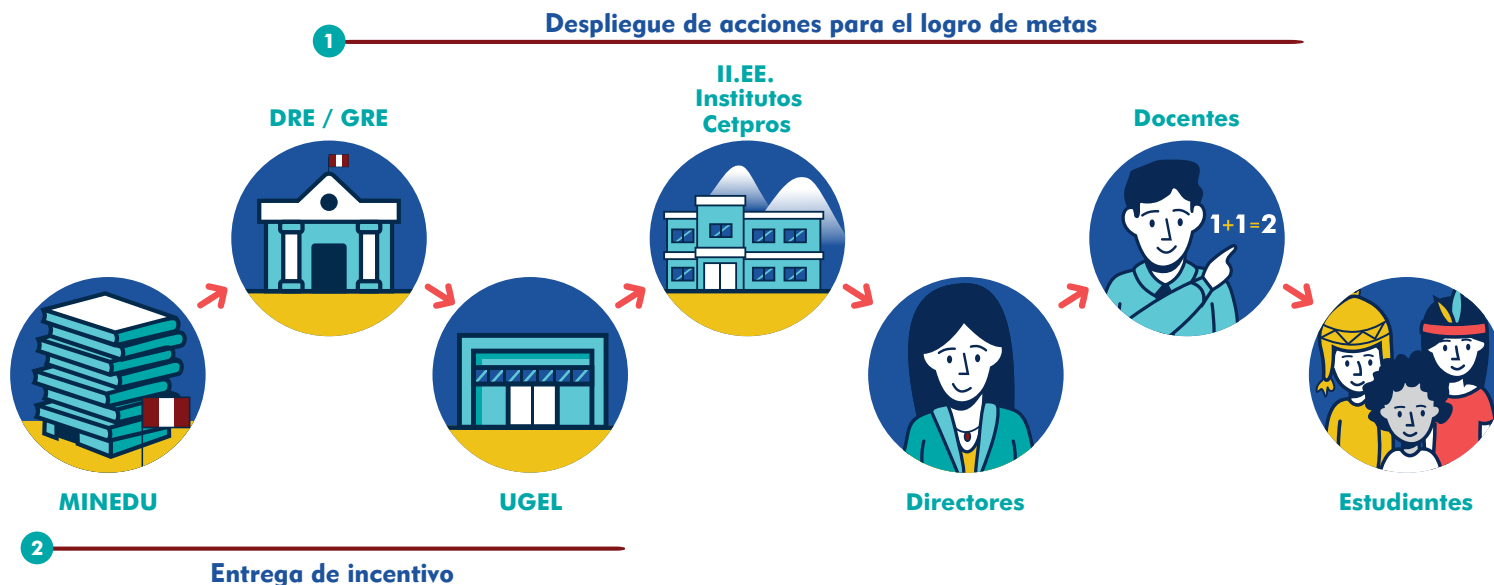 Despliegue de acciones para el logro de metas
1
II.EE.
Institutos
Cetpros
DRE / GRE
Docentes
1+1=2
MINEDU
UGEL
Directores
Estudiantes
2
Entrega de incentivo